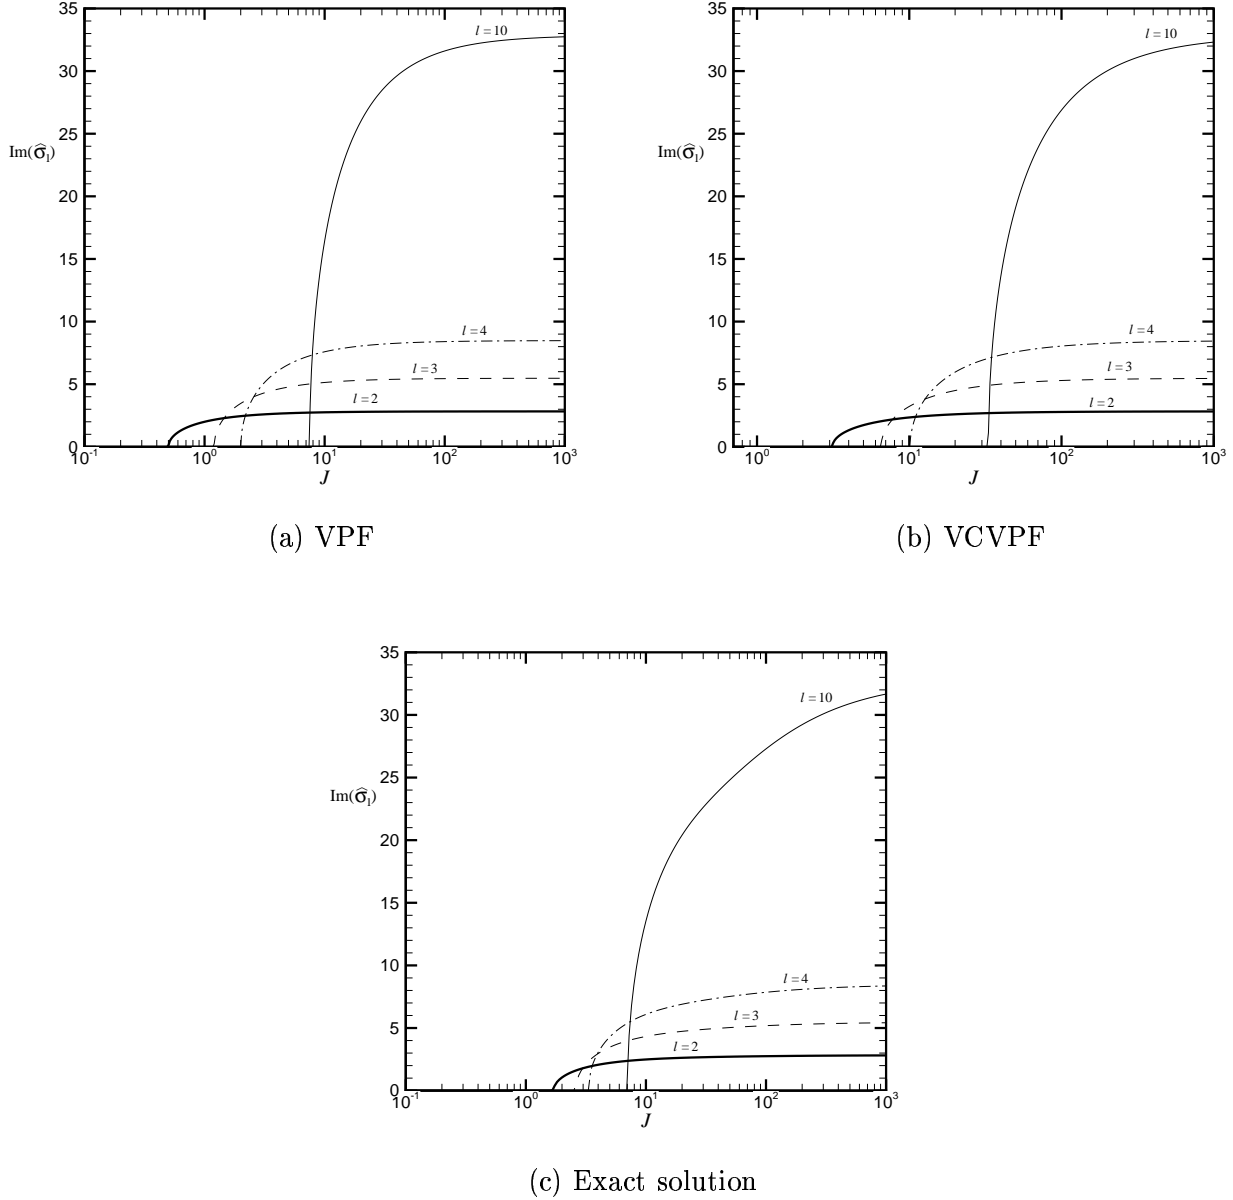 35
30
25
20
15
10
5
0
Im(σ̂ₗ)
l = 10
l = 4
l = 3
l = 2
10⁻¹ 10⁰ 10¹ 10² 10³
J
(a) VPF
35
30
25
20
15
10
5
0
Im(σ̂ₗ)
l = 10
l = 4
l = 3
l = 2
10⁰ 10¹ 10² 10³
J
(b) VCVPF
35
30
25
20
15
10
5
0
Im(σ̂ₗ)
l = 10
l = 4
l = 3
l = 2
10⁻¹ 10⁰ 10¹ 10² 10³
J
(c) Exact solution